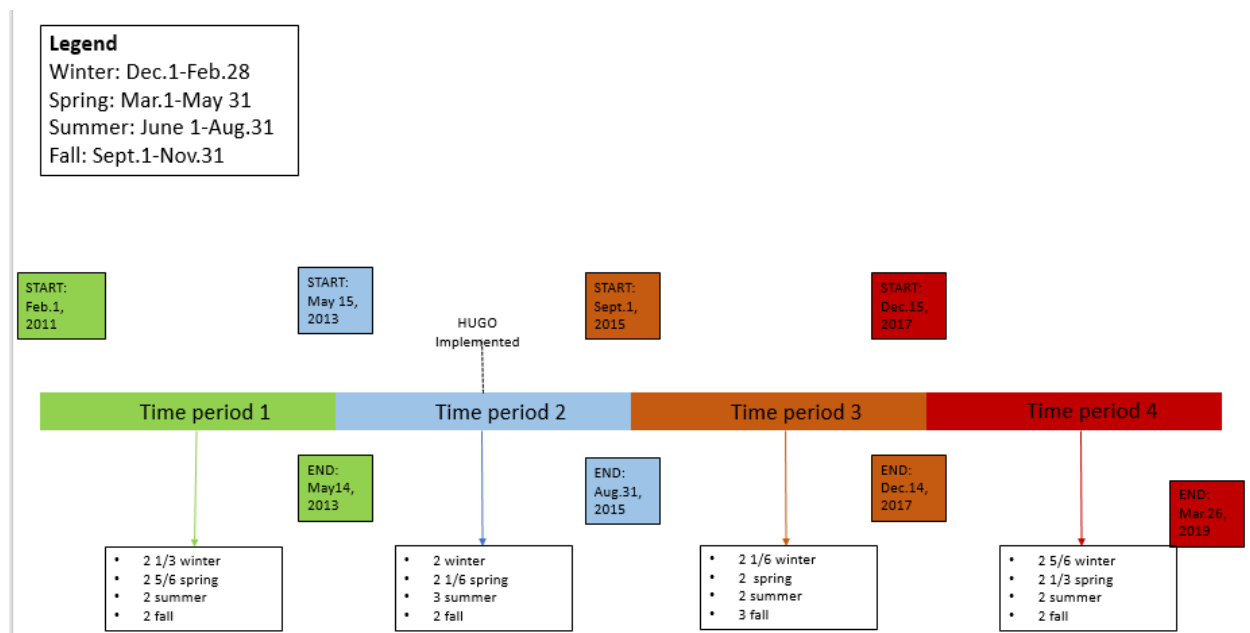 Legend
Winter: Dec.1-Feb.28
Spring: Mar.1-May 31
Summer: June 1-Aug.31
Fall: Sept.1-Nov.31
START:
Feb.1,
2011
START:
May 15,
2013
HUGO
Implemented
START:
Sept.1,
2015
START:
Dec.15,
2017
Time period 1
Time period 2
Time period 3
Time period 4
END:
May14,
2013
END:
Aug.31,
2015
END:
Dec.14,
2017
END:
Mar.26,
2019
• 2 1/3 winter
• 2 5/6 spring
• 2 summer
• 2 fall
• 2 winter
• 2 1/6 spring
• 3 summer
• 2 fall
• 2 1/6 winter
• 2 spring
• 2 summer
• 3 fall
• 2 5/6 winter
• 2 1/3 spring
• 2 summer
• 2 fall